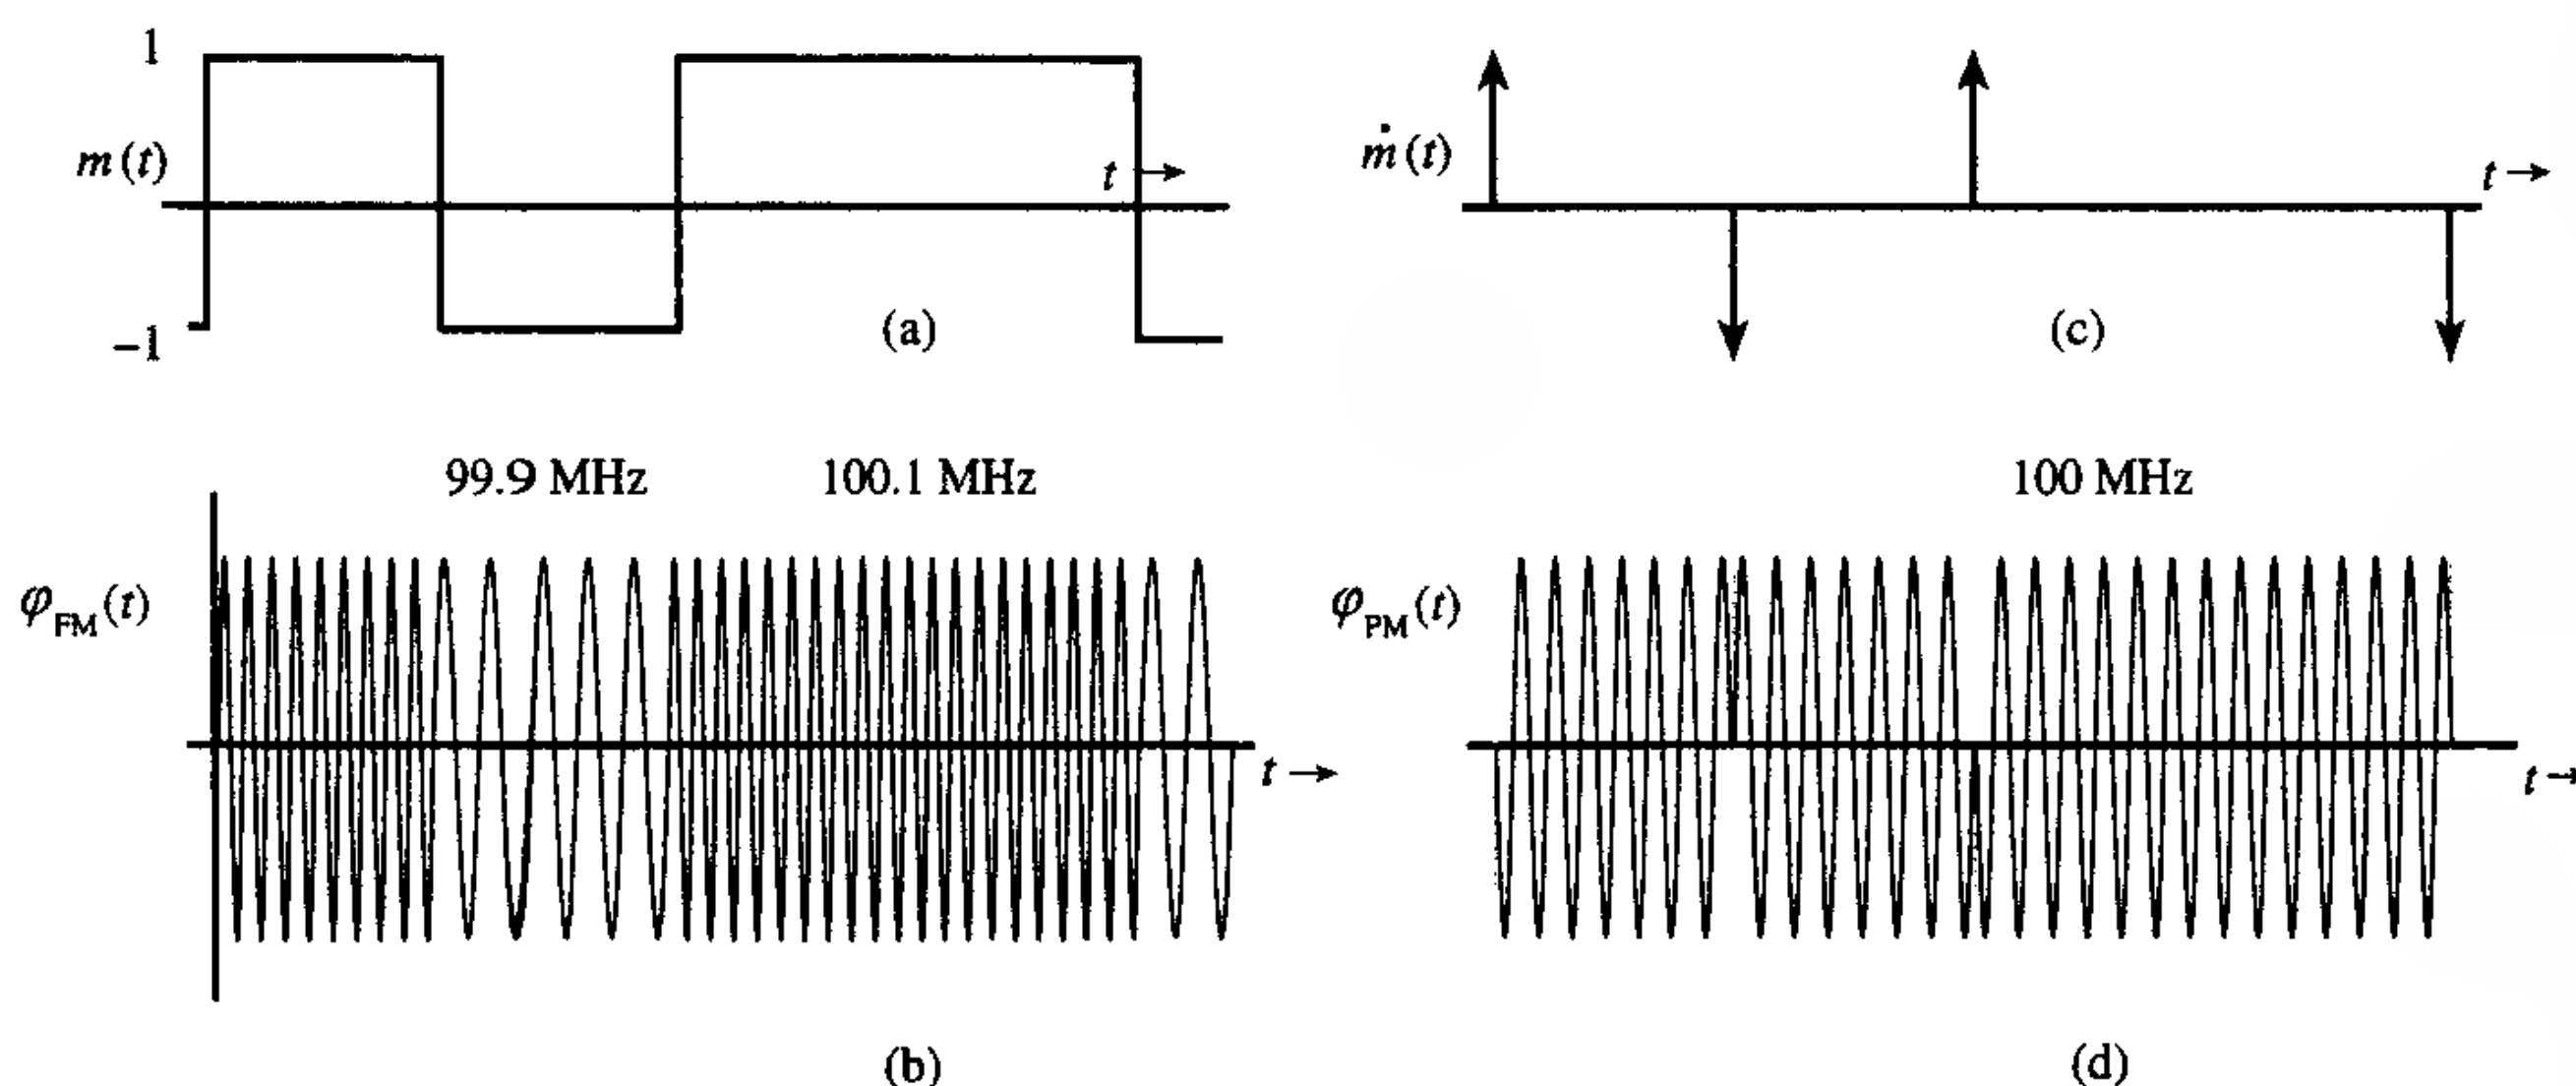 1
m(t)
t →
−1
(a)
ṁ(t)
t →
(c)
99.9 MHz
100.1 MHz
φFM(t)
t →
(b)
100 MHz
φPM(t)
t →
(d)